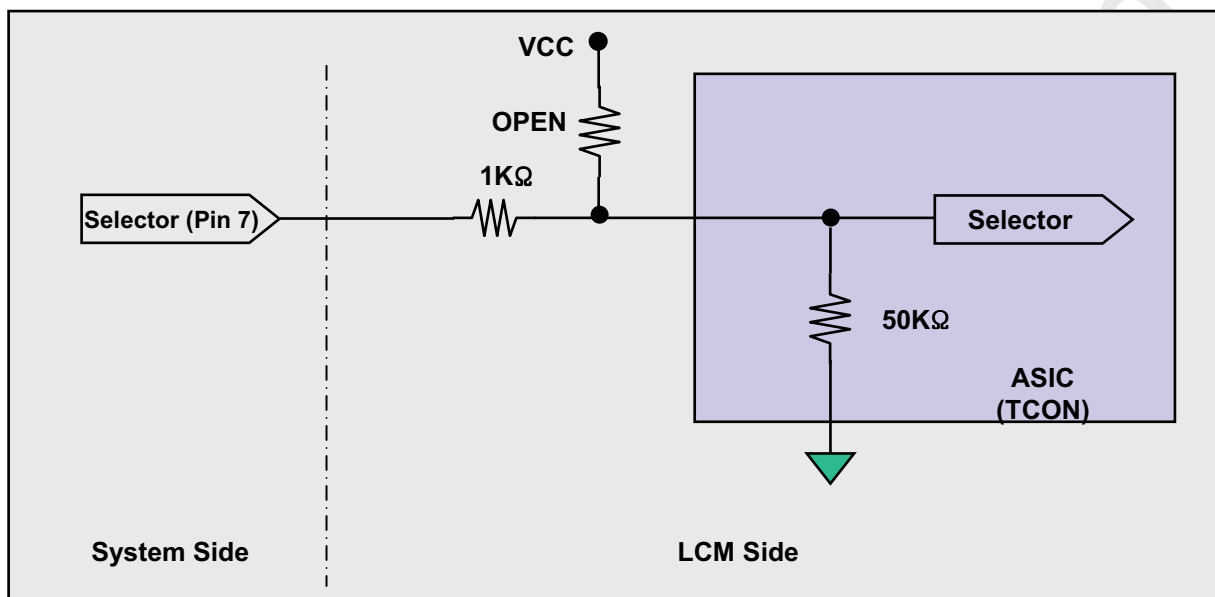 VCC
OPEN
1KΩ
Selector (Pin 7)
Selector
50KΩ
ASIC
(TCON)
System Side
LCM Side